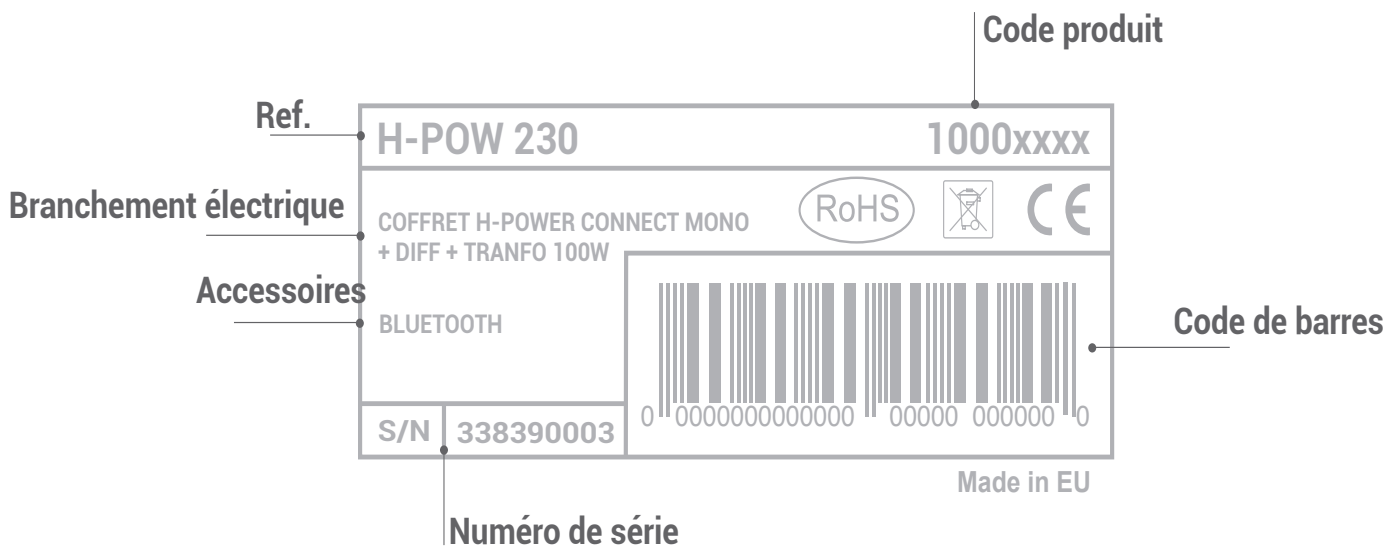 Code produit
Ref.
H-POW 230
1000xxxx
Branchement électrique
COFFRET H-POWER CONNECT MONO
+ DIFF + TRANFO 100W
RoHS
CE
Accessoires
BLUETOOTH
Code de barres
0 0000000000000 00000 000000 0
S/N
338390003
Made in EU
Numéro de série